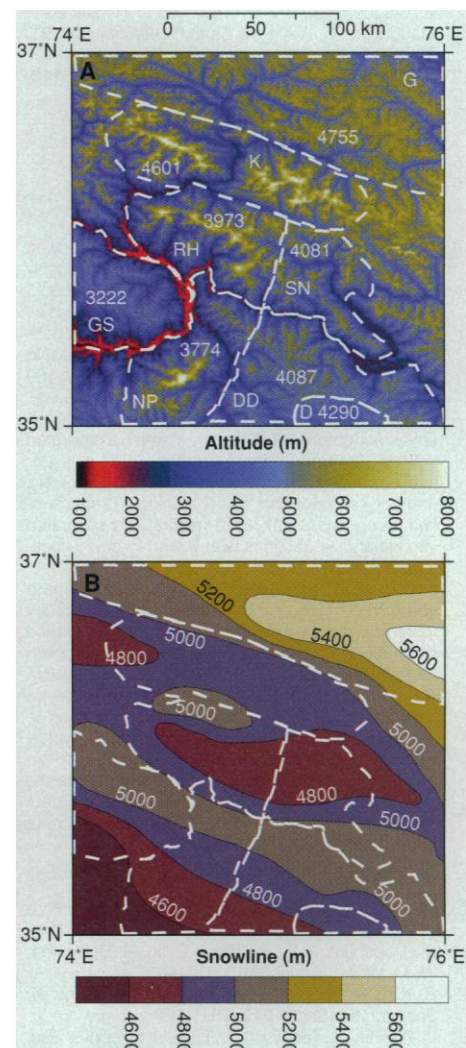 74˚E 0 50 100 km 76˚E
37˚N
A
G
4755
4601
K
3973
4081
RH
SN
3222
GS
3774
4087
NP
DD
D 4290
35˚N
Altitude (m)
1000 2000 3000 4000 5000 6000 7000 8000
37˚N
B
5200
5000
5400
4800
5600
5000
5000
5000
4800
5000
4800
4600
5000
35˚N
74˚E 76˚E
Snowline (m)
4600 4800 5000 5200 5400 5600